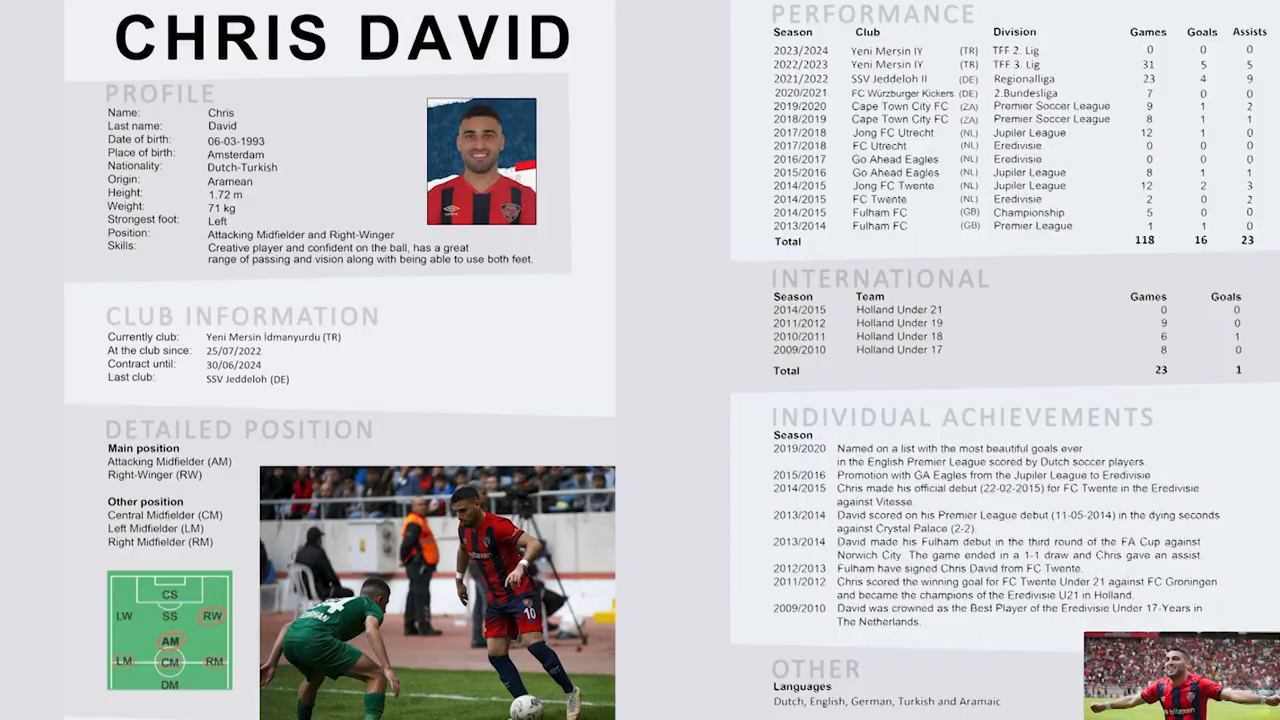 CHRIS DAVID
PROFILE
Name: Chris
Last name: David
Date of birth: 06-03-1993
Place of birth: Amsterdam
Nationality: Dutch-Turkish
Origin: Aramean
Height: 1.72 m
Weight: 71 kg
Strongest foot: Left
Position: Attacking Midfielder and Right-Winger
Skills: Creative player and confident on the ball, has a great
range of passing and vision along with being able to use both feet.
CLUB INFORMATION
Currently club: Yeni Mersin İdmanyurdu (TR)
At the club since: 25/07/2022
Contract until: 30/06/2024
Last club: SSV Jeddeloh (DE)
DETAILED POSITION
Main position
Attacking Midfielder (AM)
Right-Winger (RW)
Other position
Central Midfielder (CM)
Left Midfielder (LM)
Right Midfielder (RM)
CS
LW SS RW
AM
LM CM RM
DM
10
PERFORMANCE
Season Club Division Games Goals Assists
2023/2024 Yeni Mersin IY (TR) TFF 2. Lig 0 0 0
2022/2023 Yeni Mersin IY (TR) TFF 3. Lig 31 5 5
2021/2022 SSV Jeddeloh II (DE) Regionalliga 23 4 9
2020/2021 FC Würzburger Kickers (DE) 2.Bundesliga 7 0 0
2019/2020 Cape Town City FC (ZA) Premier Soccer League 9 1 2
2018/2019 Cape Town City FC (ZA) Premier Soccer League 8 1 1
2017/2018 Jong FC Utrecht (NL) Jupiler League 12 1 0
2017/2018 FC Utrecht (NL) Eredivisie 0 0 0
2016/2017 Go Ahead Eagles (NL) Eredivisie 0 0 0
2015/2016 Go Ahead Eagles (NL) Jupiler League 8 1 1
2014/2015 Jong FC Twente (NL) Jupiler League 12 2 3
2014/2015 FC Twente (NL) Eredivisie 2 0 2
2014/2015 Fulham FC (GB) Championship 5 0 0
2013/2014 Fulham FC (GB) Premier League 1 1 0
Total 118 16 23
INTERNATIONAL
Season Team Games Goals
2014/2015 Holland Under 21 0 0
2011/2012 Holland Under 19 9 0
2010/2011 Holland Under 18 6 1
2009/2010 Holland Under 17 8 0
Total 23 1
INDIVIDUAL ACHIEVEMENTS
Season
2019/2020 Named on a list with the most beautiful goals ever
in the English Premier League scored by Dutch soccer players.
2015/2016 Promotion with GA Eagles from the Jupiler League to Eredivisie
2014/2015 Chris made his official debut (22-02-2015) for FC Twente in the Eredivisie
against Vitesse.
2013/2014 David scored on his Premier League debut (11-05-2014) in the dying seconds
against Crystal Palace (2-2).
2013/2014 David made his Fulham debut in the third round of the FA Cup against
Norwich City. The game ended in a 1-1 draw and Chris gave an assist.
2012/2013 Fulham have signed Chris David from FC Twente.
2011/2012 Chris scored the winning goal for FC Twente Under 21 against FC Groningen
and became the champions of the Eredivisie U21 in Holland.
2009/2010 David was crowned as the Best Player of the Eredivisie Under 17-Years in
The Netherlands.
OTHER
Languages
Dutch, English, German, Turkish and Aramaic